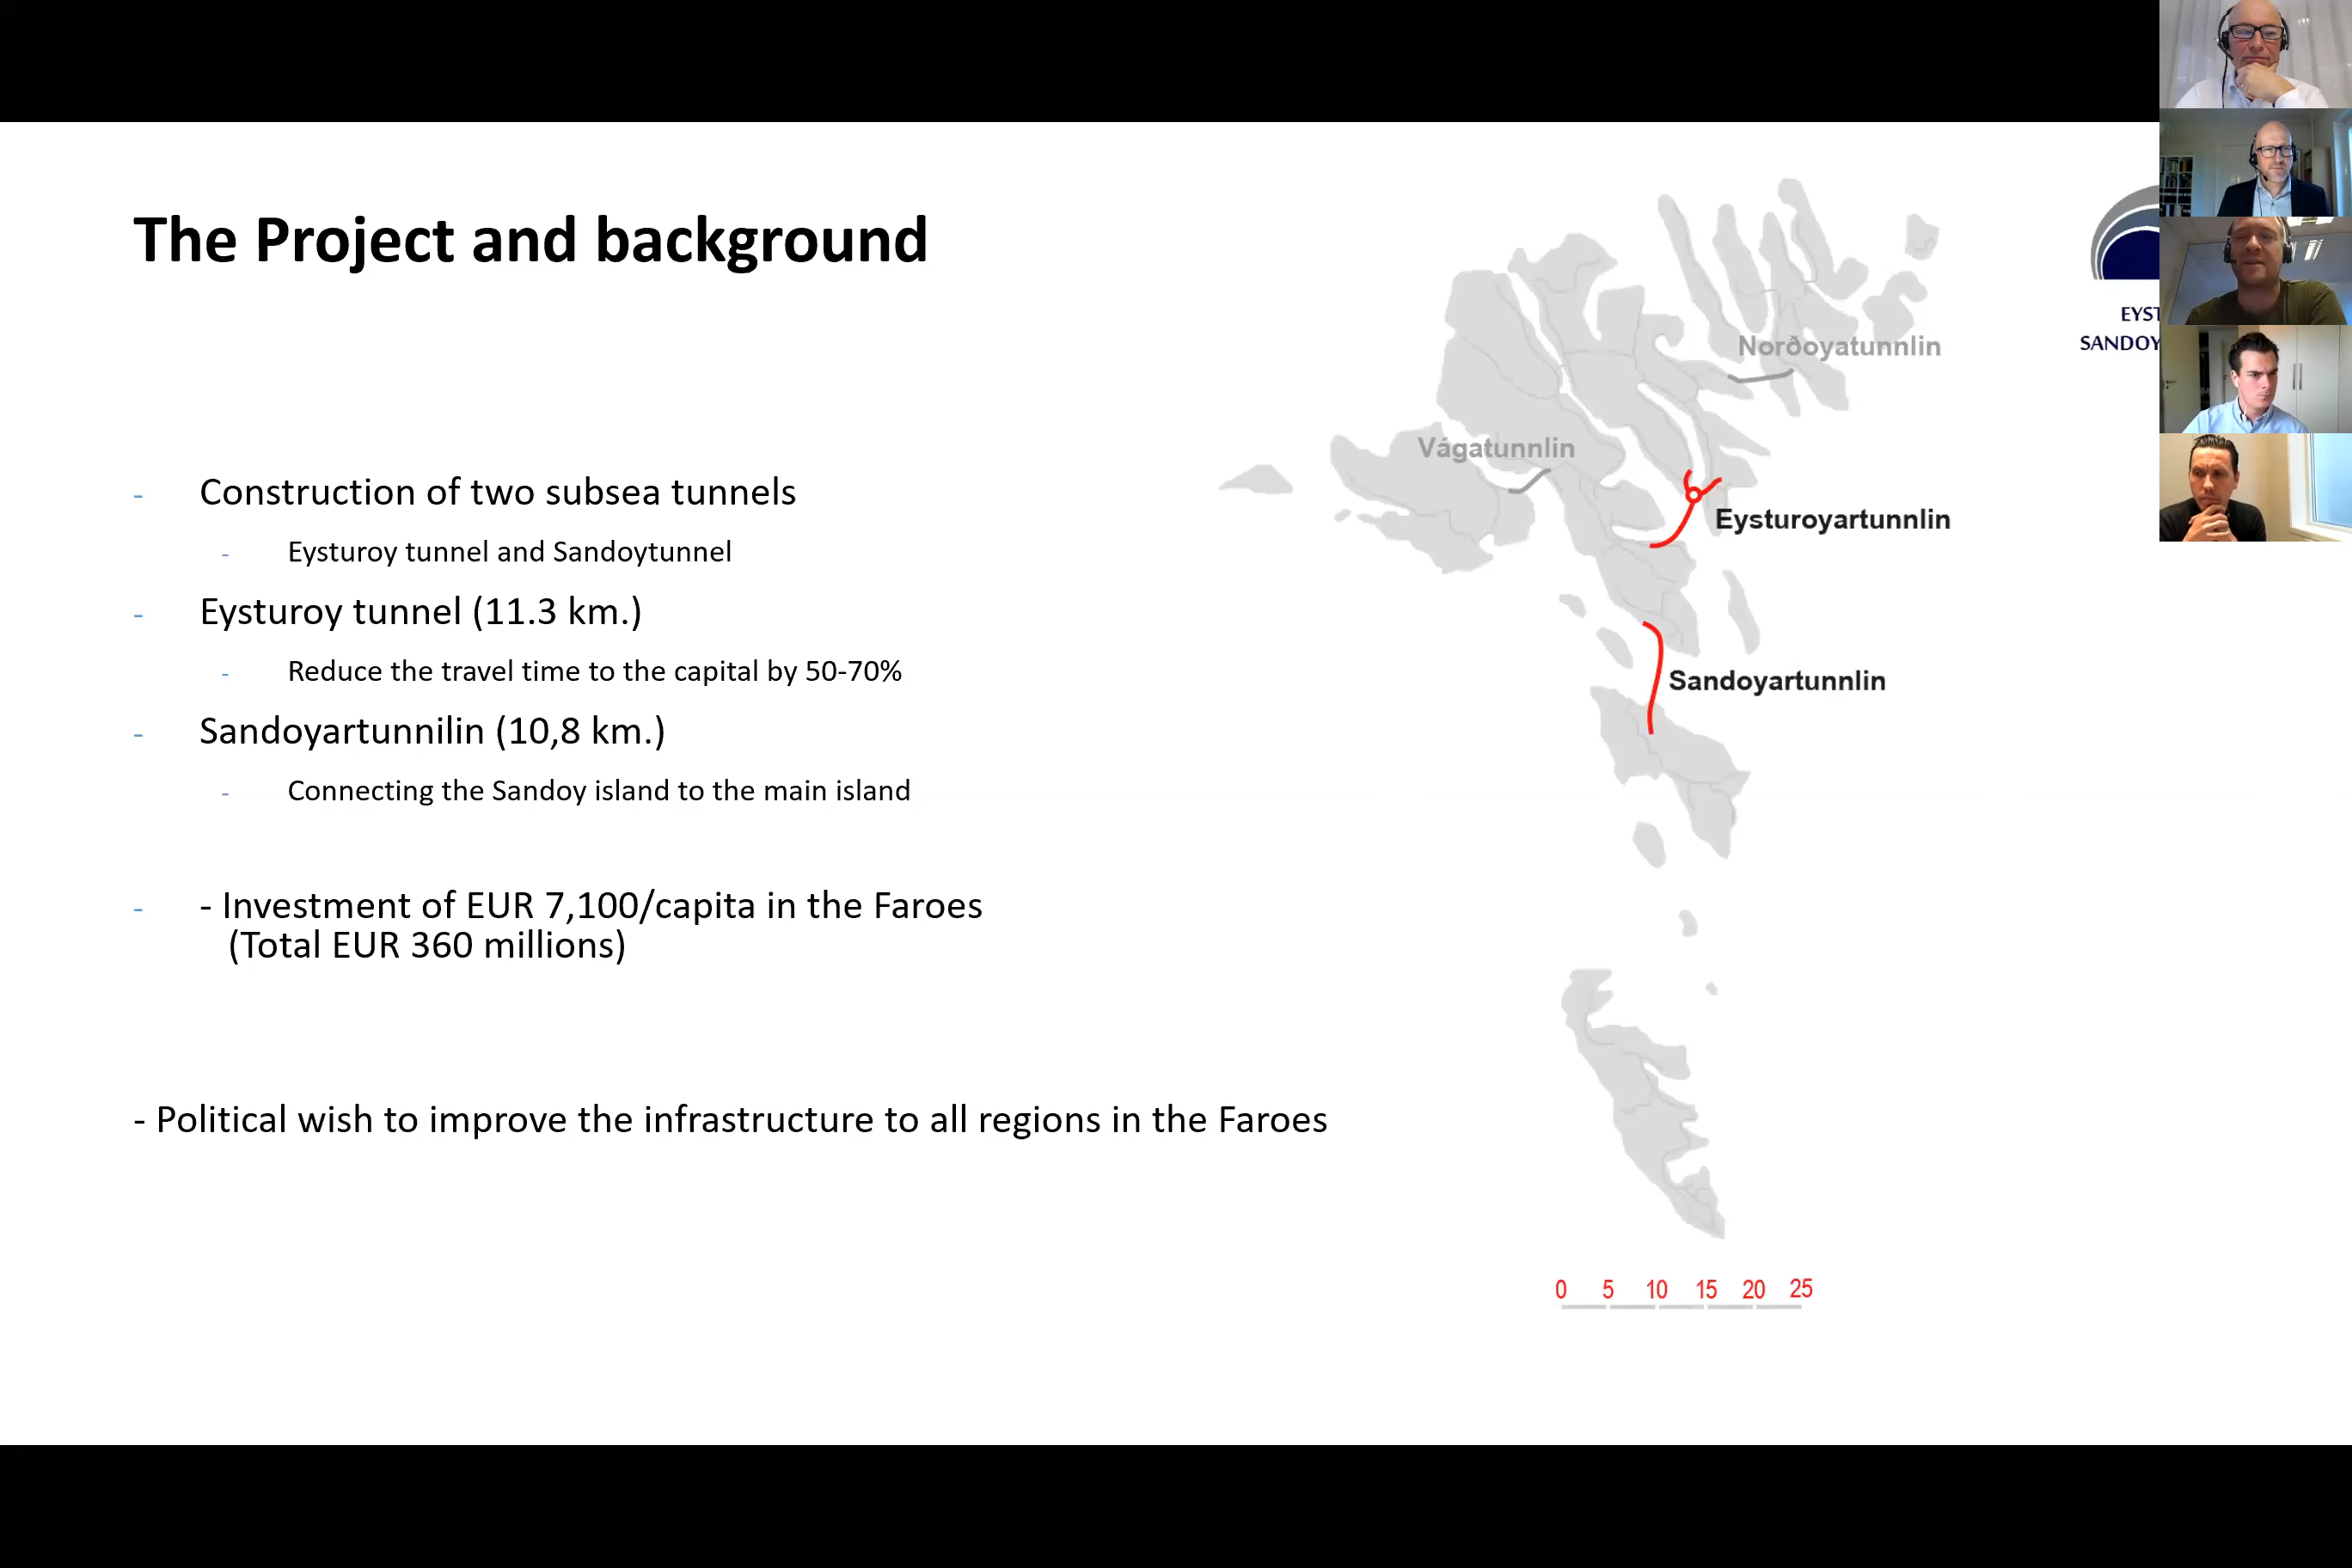 The Project and background
- Construction of two subsea tunnels
- Eysturoy tunnel and Sandoytunnel
- Eysturoy tunnel (11.3 km.)
- Reduce the travel time to the capital by 50-70%
- Sandoyartunnilin (10,8 km.)
- Connecting the Sandoy island to the main island
- - Investment of EUR 7,100/capita in the Faroes
(Total EUR 360 millions)
- Political wish to improve the infrastructure to all regions in the Faroes
Norðoyatunnlin
Vágatunnlin
Eysturoyartunnlin
Sandoyartunnlin
0 5 10 15 20 25
EYST
SANDOY